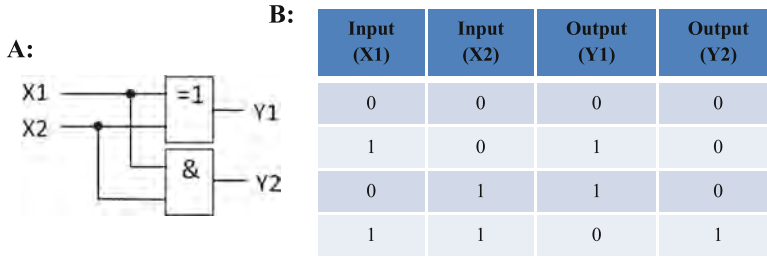 A:
X1
X2
=1
Y1
&
Y2
B:
Input (X1) Input (X2) Output (Y1) Output (Y2)
0 0 0 0
1 0 1 0
0 1 1 0
1 1 0 1